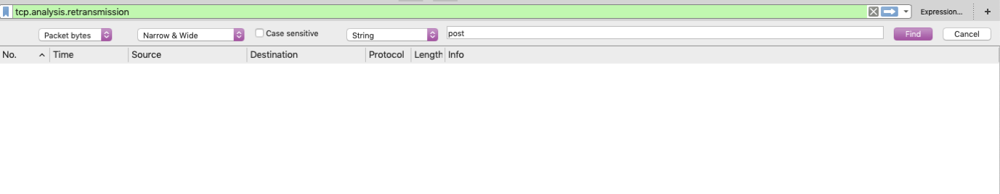 tcp.analysis.retransmission Expression... +
Packet bytes Narrow & Wide Case sensitive String post Find Cancel
No. Time Source Destination Protocol Length Info